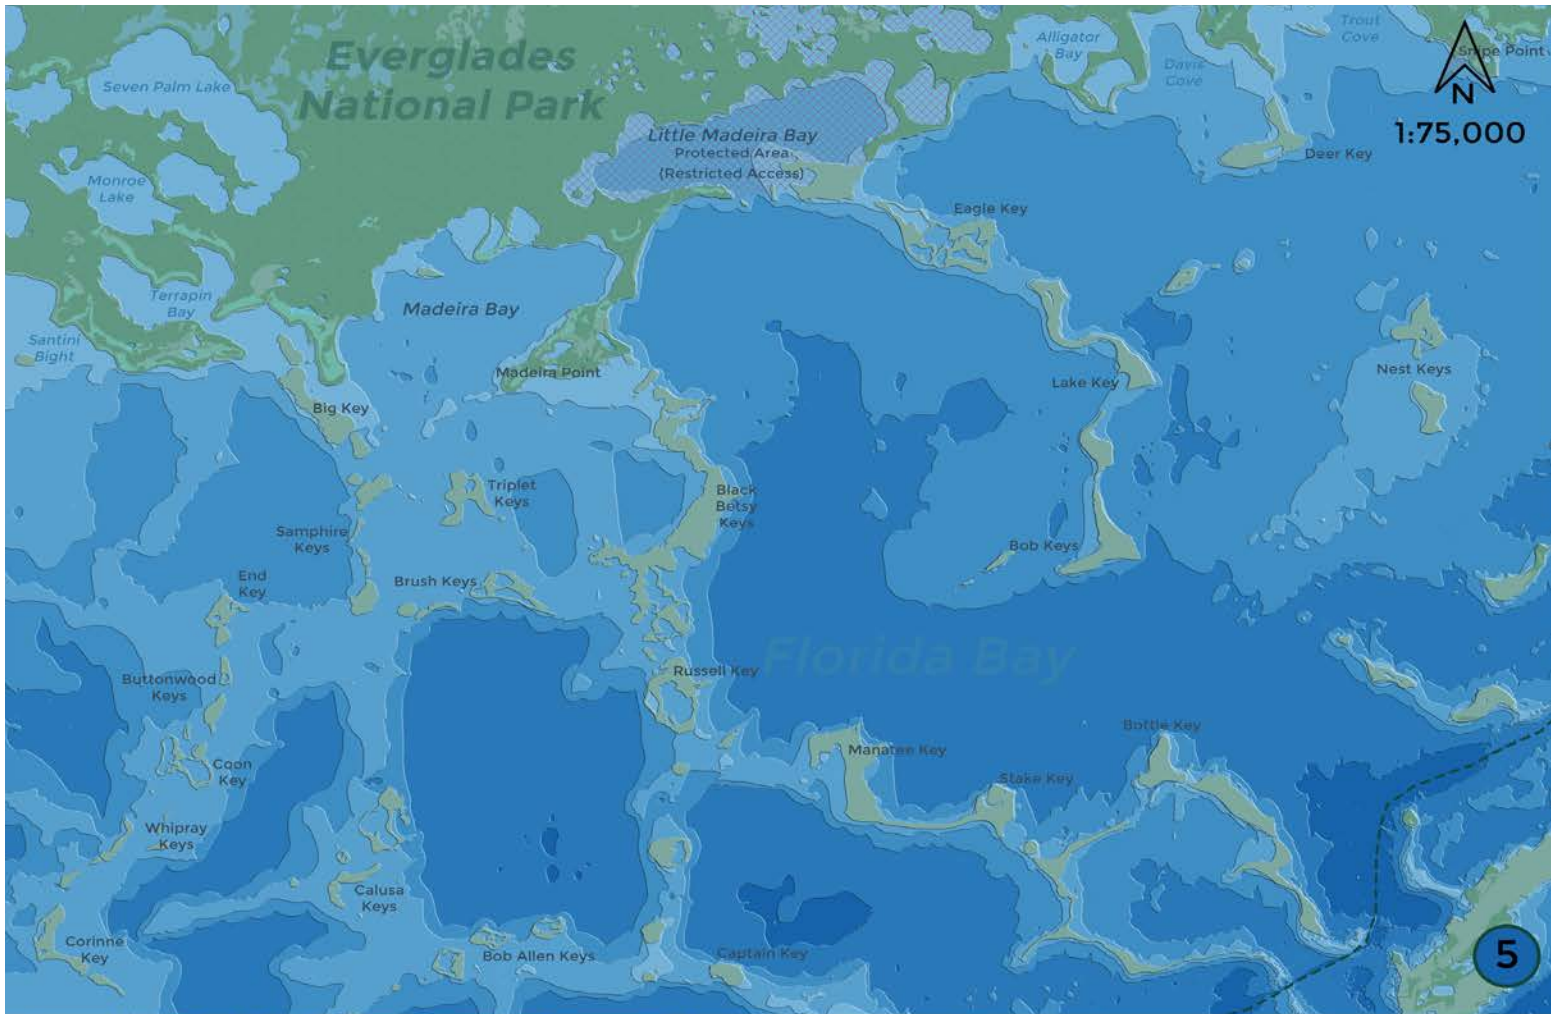 Everglades
National Park
Alligator
Bay
Trout
Cove
Davis
Cove
Snipe Point
N
1:75,000
Seven Palm Lake
Little Madeira Bay
Protected Area
(Restricted Access)
Deer Key
Monroe
Lake
Eagle Key
Terrapin
Bay
Madeira Bay
Santini
Bight
Madeira Point
Lake Key
Nest Keys
Big Key
Triplet
Keys
Black
Betsy
Keys
Samphire
Keys
Bob Keys
End
Key
Brush Keys
Florida Bay
Russell Key
Buttonwood
Keys
Bottle Key
Manatee Key
Coon
Key
Stake Key
Whipray
Keys
Calusa
Keys
Corinne
Key
Bob Allen Keys
Captain Key
5